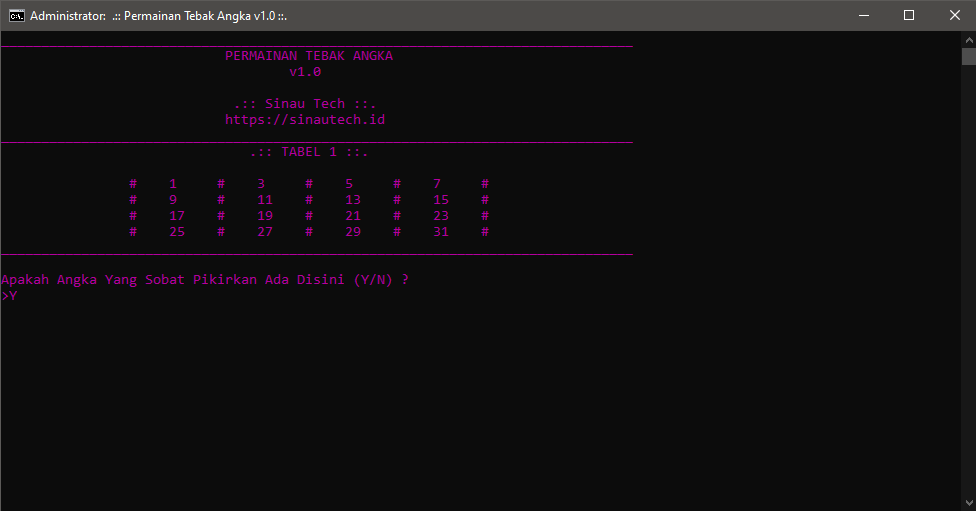 Administrator: .:: Permainan Tebak Angka v1.0 ::.
PERMAINAN TEBAK ANGKA
v1.0
.:: Sinau Tech ::.
https://sinautech.id
.:: TABEL 1 ::.
# 1 # 3 # 5 # 7 #
# 9 # 11 # 13 # 15 #
# 17 # 19 # 21 # 23 #
# 25 # 27 # 29 # 31 #
Apakah Angka Yang Sobat Pikirkan Ada Disini (Y/N) ?
>Y